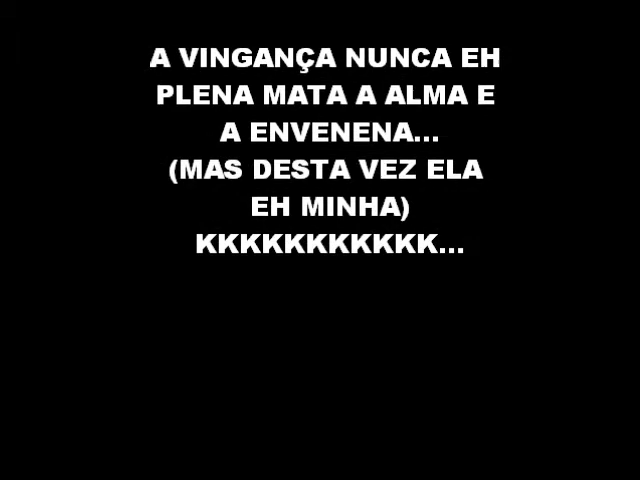 A VINGANÇA NUNCA EH
PLENA MATA A ALMA E
A ENVENENA...
(MAS DESTA VEZ ELA
EH MINHA)
KKKKKKKKKKK...